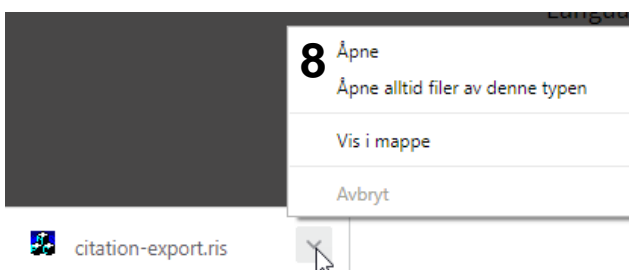 8 Åpne
Åpne alltid filer av denne typen
Vis i mappe
Avbryt
citation-export.ris